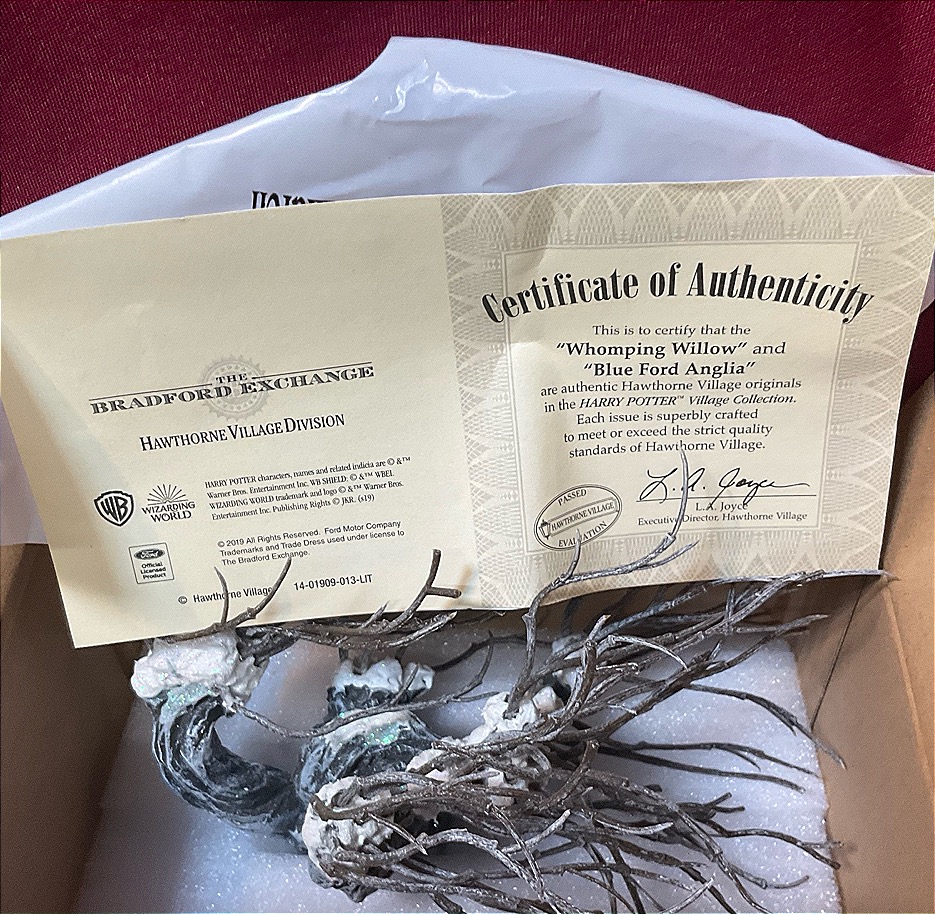 THE
BRADFORD EXCHANGE
HAWTHORNE VILLAGE DIVISION
HARRY POTTER characters, names and related indicia are © & ™
Warner Bros. Entertainment Inc. WB SHIELD: © & ™ WBEI.
WIZARDING WORLD trademark and logo © & ™ Warner Bros.
Entertainment Inc. Publishing Rights © JKR. (s19)
WB
WIZARDING
WORLD
Ford
Official
Licensed
Product
© 2019 All Rights Reserved. Ford Motor Company
Trademarks and Trade Dress used under license to
The Bradford Exchange.
© Hawthorne Village 14-01909-013-LIT
Certificate of Authenticity
This is to certify that the
"Whomping Willow" and
"Blue Ford Anglia"
are authentic Hawthorne Village originals
in the HARRY POTTER™ Village Collection.
Each issue is superbly crafted
to meet or exceed the strict quality
standards of Hawthorne Village.
L.A. Joyce
L.A. Joyce
Executive Director, Hawthorne Village
PASSED
HAWTHORNE VILLAGE
EVALUATION